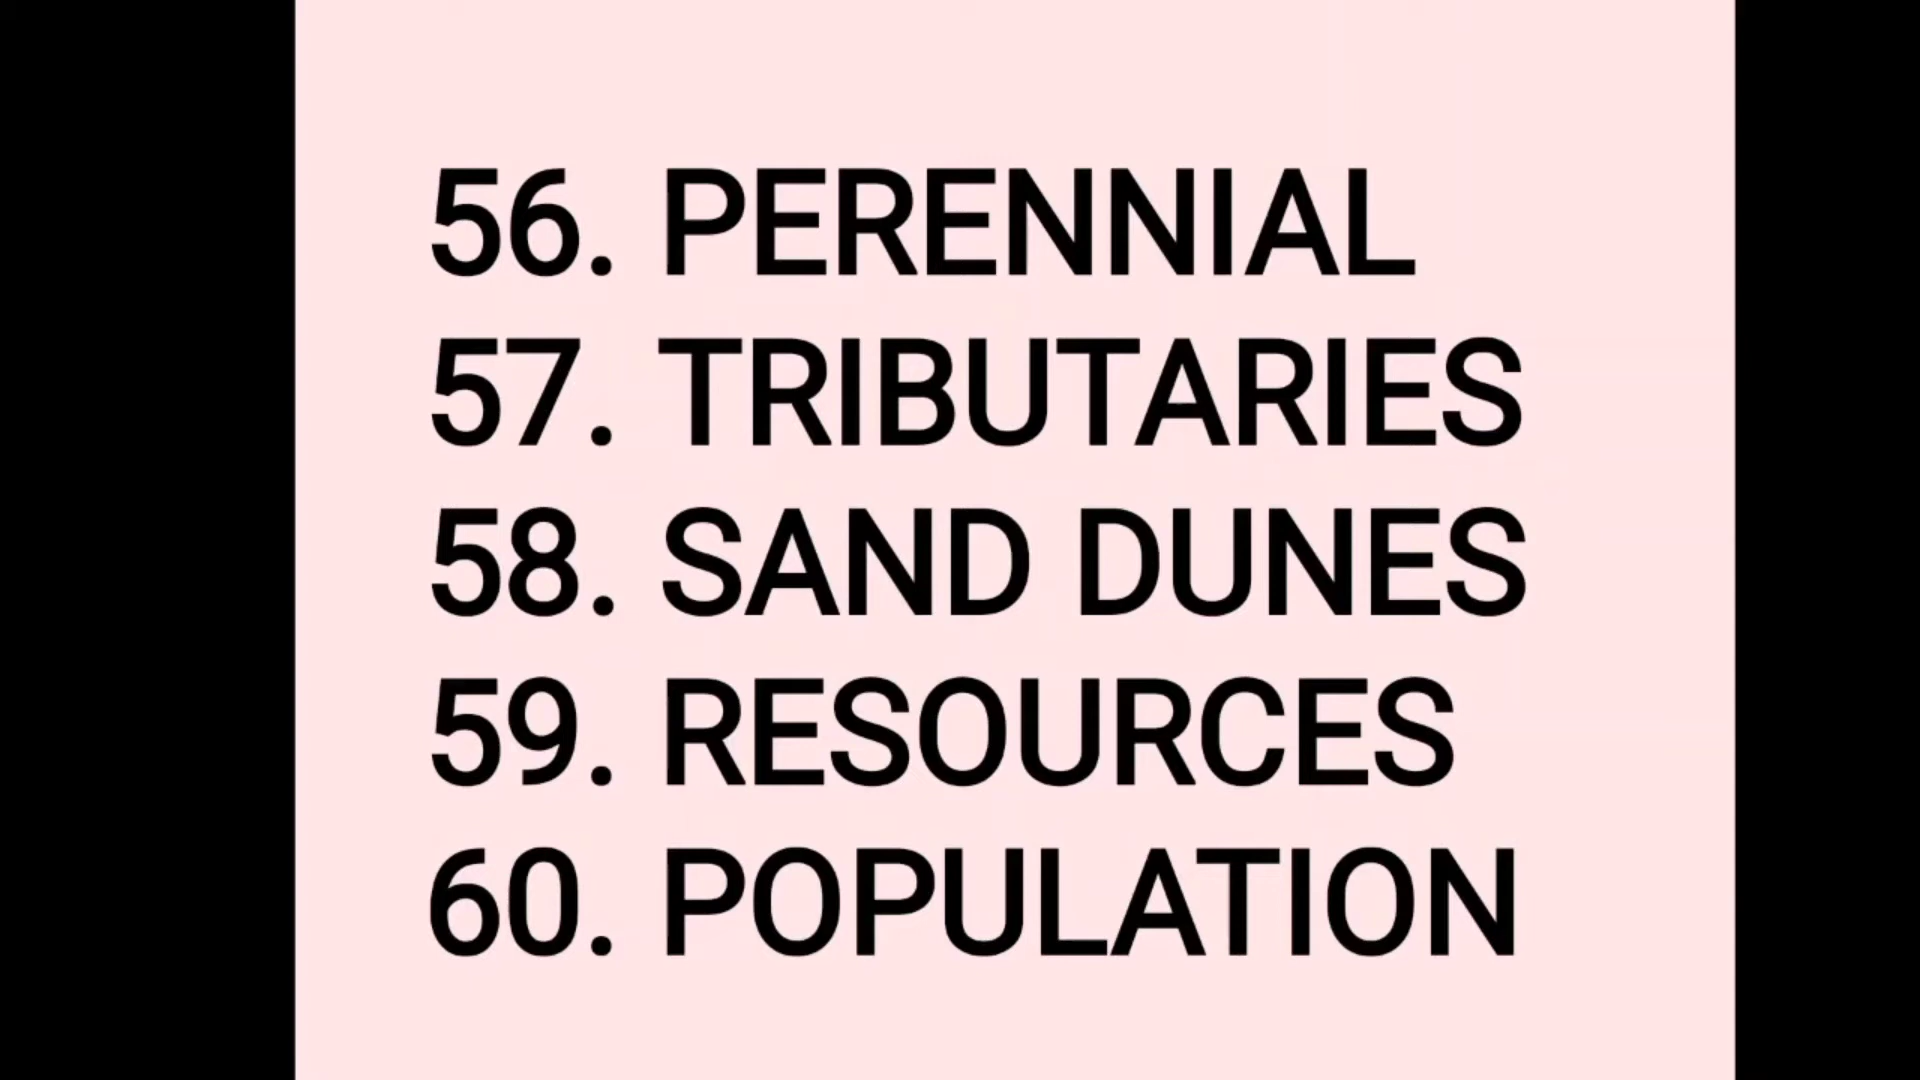 56. PERENNIAL
57. TRIBUTARIES
58. SAND DUNES
59. RESOURCES
60. POPULATION